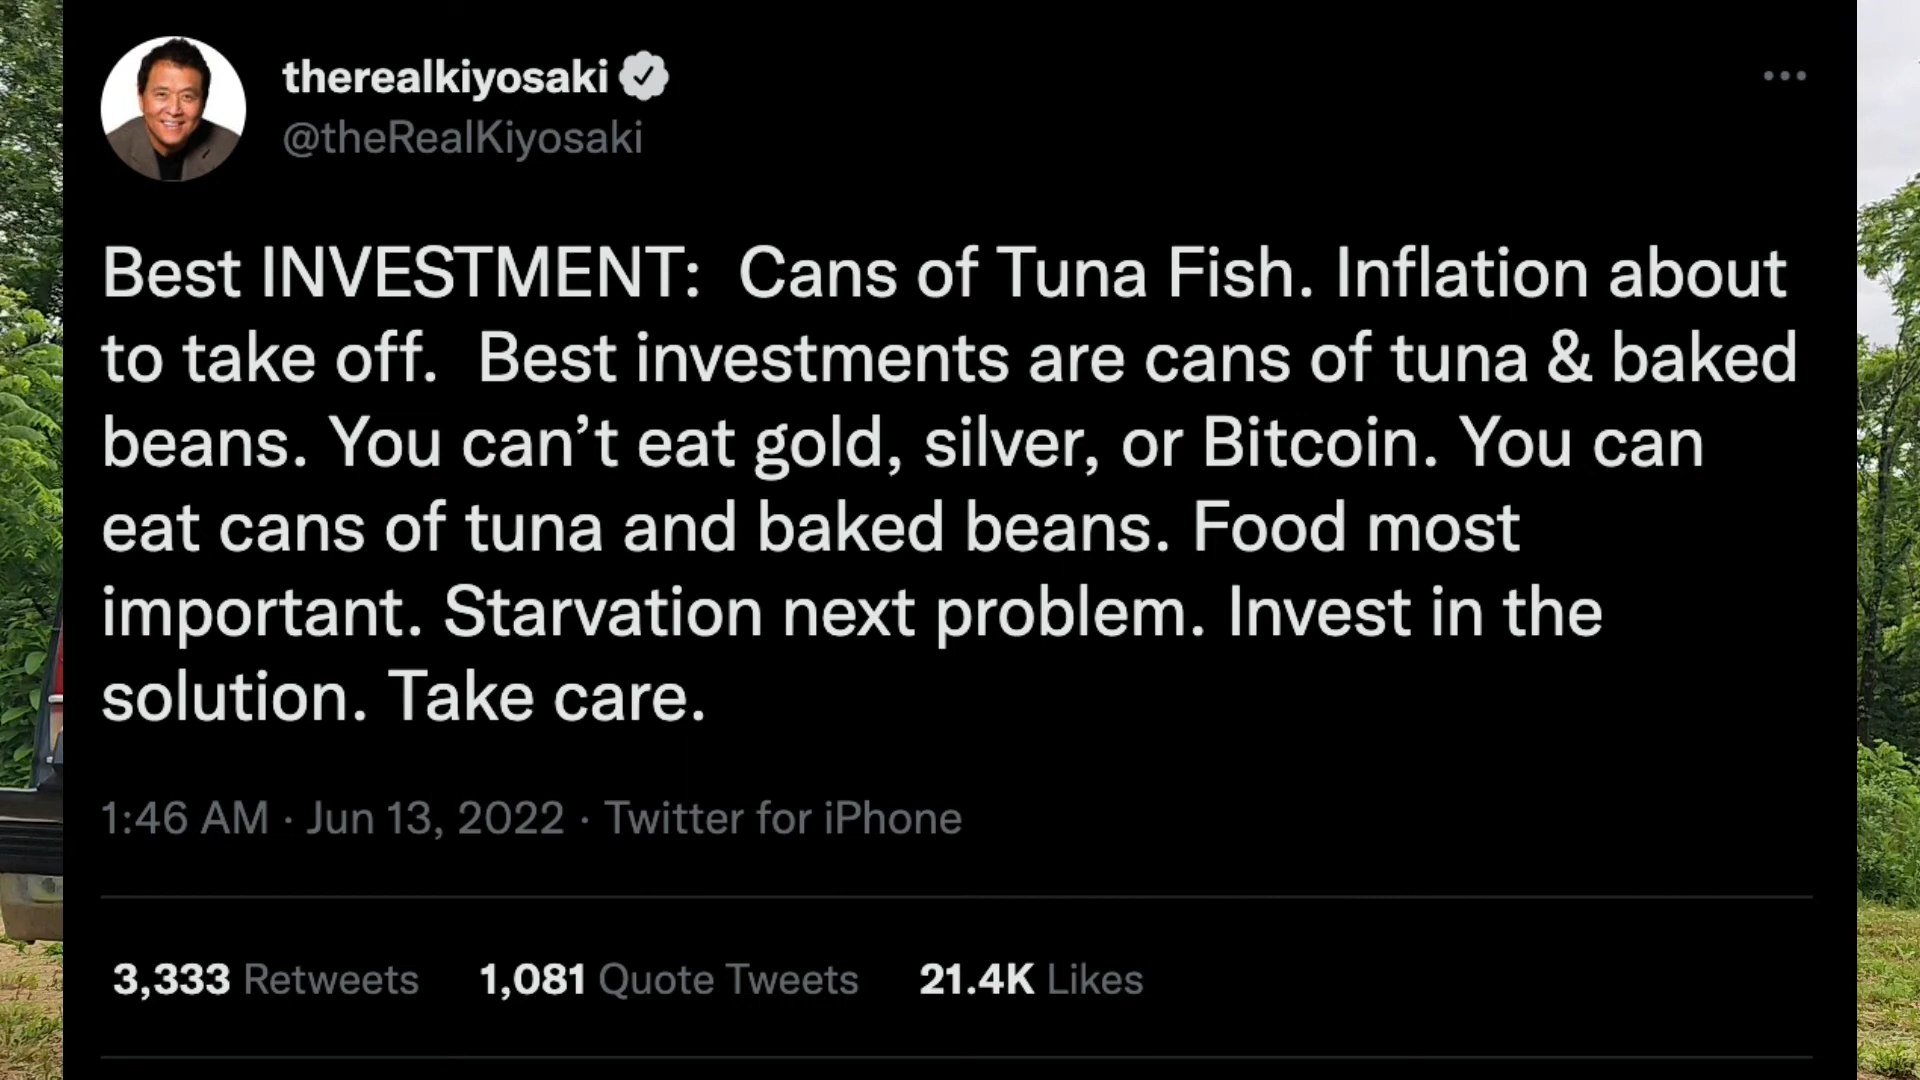 therealkiyosaki
@theRealKiyosaki
Best INVESTMENT:  Cans of Tuna Fish. Inflation about
to take off.  Best investments are cans of tuna & baked
beans. You can’t eat gold, silver, or Bitcoin. You can
eat cans of tuna and baked beans. Food most
important. Starvation next problem. Invest in the
solution. Take care.
1:46 AM · Jun 13, 2022 · Twitter for iPhone
3,333 Retweets 1,081 Quote Tweets 21.4K Likes